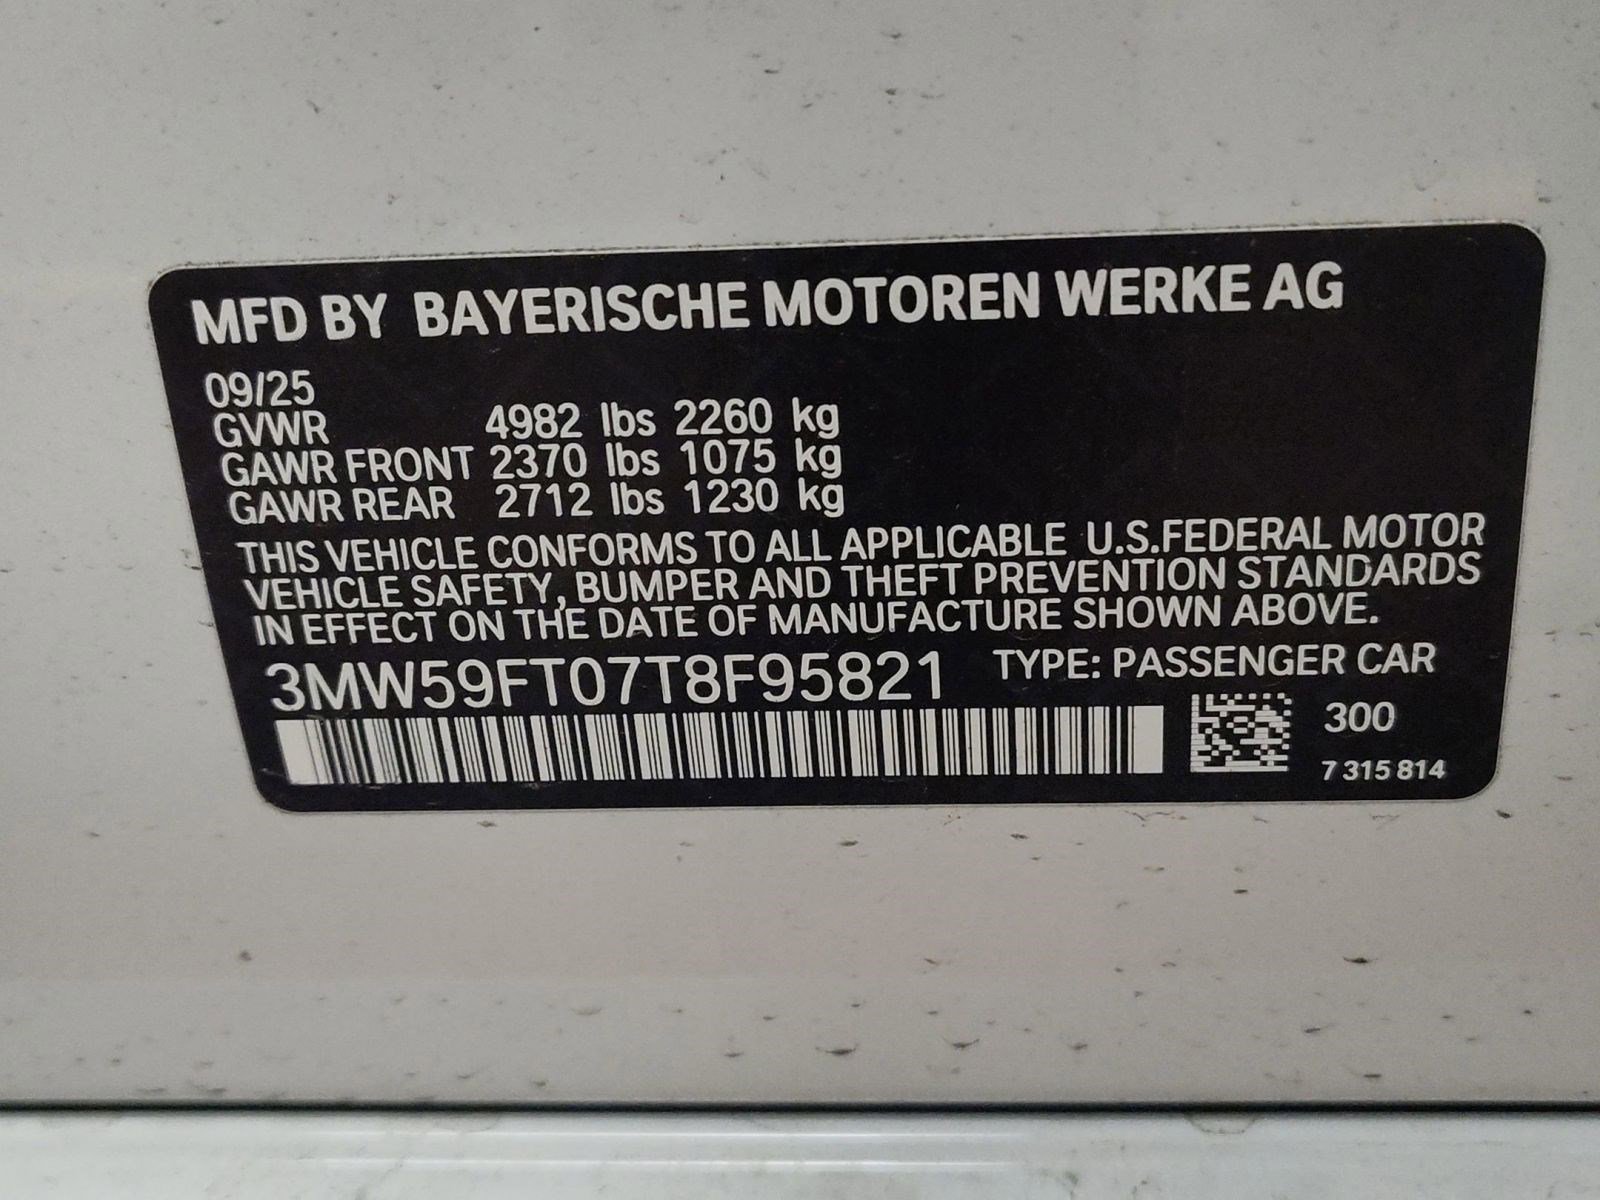 MFD BY BAYERISCHE MOTOREN WERKE AG
09/25
GVWR 4982 lbs 2260 kg
GAWR FRONT 2370 lbs 1075 kg
GAWR REAR 2712 lbs 1230 kg
THIS VEHICLE CONFORMS TO ALL APPLICABLE U.S.FEDERAL MOTOR
VEHICLE SAFETY, BUMPER AND THEFT PREVENTION STANDARDS
IN EFFECT ON THE DATE OF MANUFACTURE SHOWN ABOVE.
3MW59FT07T8F95821 TYPE: PASSENGER CAR
300
7 315 814